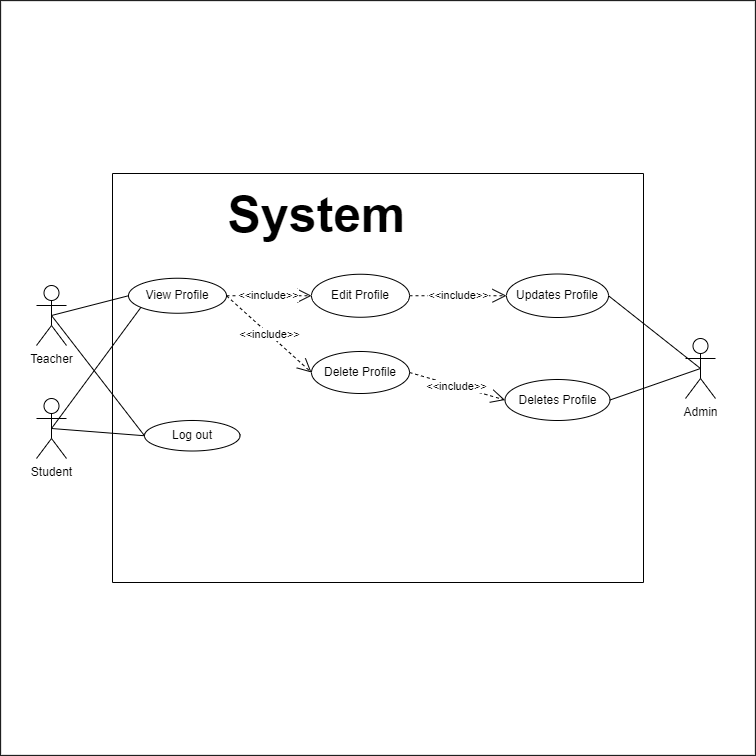 System
View Profile
<<include>>
Edit Profile
<<include>>
Updates Profile
<<include>>
Teacher
Delete Profile
<<include>>
Deletes Profile
Admin
Log out
Student